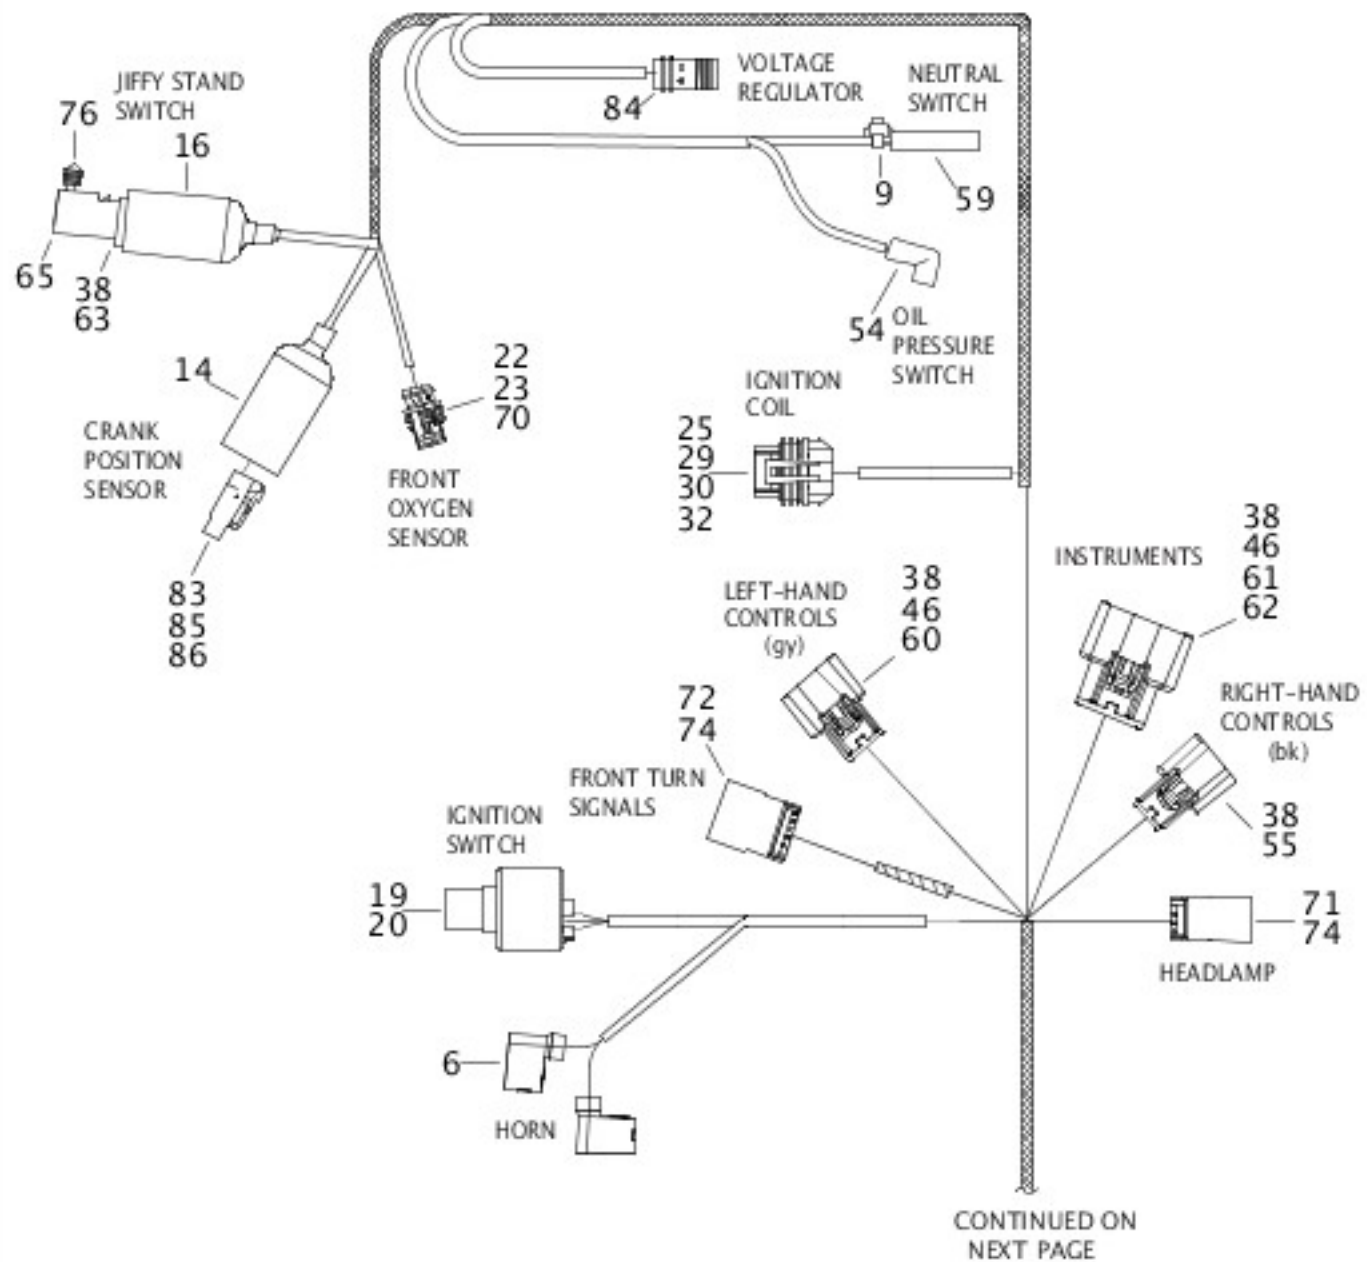 JIFFY STAND
SWITCH
76
16
65
38
63
VOLTAGE
REGULATOR
84
NEUTRAL
SWITCH
9
59
54
OIL
PRESSURE
SWITCH
14
CRANK
POSITION
SENSOR
22
23
70
FRONT
OXYGEN
SENSOR
83
85
86
IGNITION
COIL
25
29
30
32
INSTRUMENTS
38
46
61
62
LEFT-HAND
CONTROLS
(gy)
38
46
60
RIGHT-HAND
CONTROLS
(bk)
38
55
72
74
FRONT TURN
SIGNALS
IGNITION
SWITCH
19
20
71
74
HEADLAMP
6
HORN
CONTINUED ON
NEXT PAGE